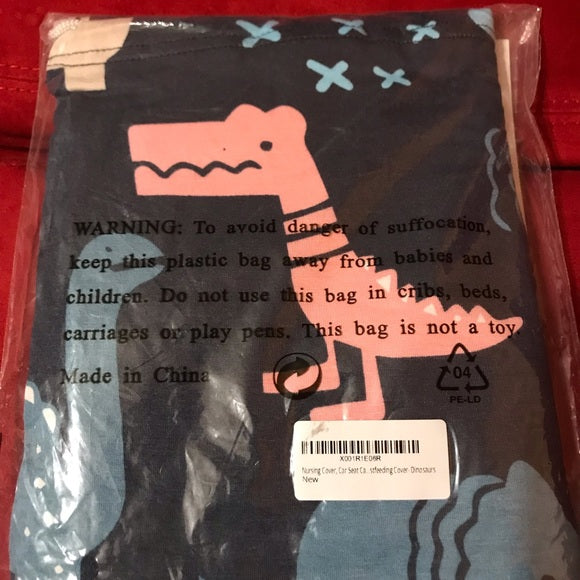 WARNING: To avoid danger of suffocation,
keep this plastic bag away from babies and
children. Do not use this bag in cribs, beds,
carriages or play pens. This bag is not a toy.
Made in China
04
PE-LD
X001R1E06R
Nursing Cover, Car Seat Co...stfeeding Cover- Dinosaurs
New